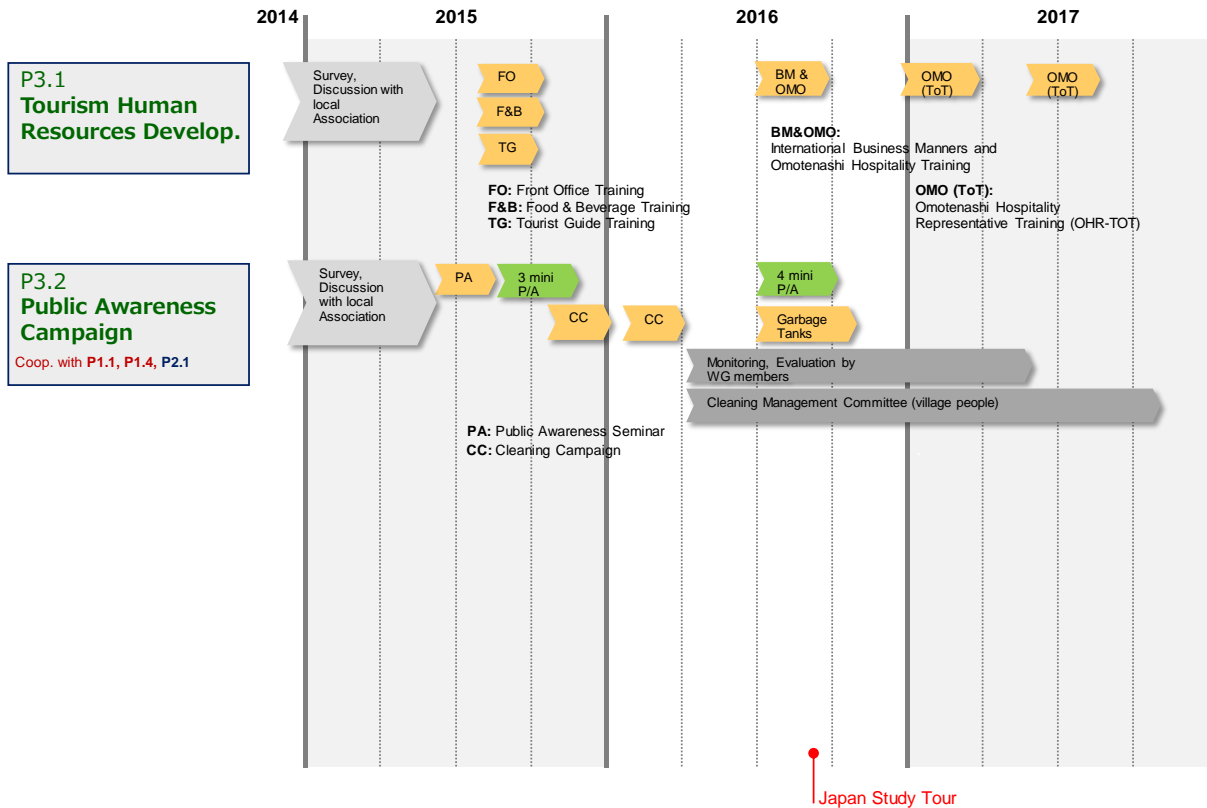 2014
2015
2016
2017
P3.1
Tourism Human
Resources Develop.
Survey,
Discussion with
local
Association
FO
F&B
TG
BM &
OMO
OMO
(ToT)
OMO
(ToT)
BM&OMO:
International Business Manners and
Omotenashi Hospitality Training
FO: Front Office Training
F&B: Food & Beverage Training
TG: Tourist Guide Training
OMO (ToT):
Omotenashi Hospitality
Representative Training (OHR-TOT)
P3.2
Public Awareness
Campaign
Coop. with P1.1, P1.4, P2.1
Survey,
Discussion
with local
Association
PA
3 mini
P/A
CC
CC
4 mini
P/A
Garbage
Tanks
Monitoring, Evaluation by
WG members
Cleaning Management Committee (village people)
PA: Public Awareness Seminar
CC: Cleaning Campaign
Japan Study Tour